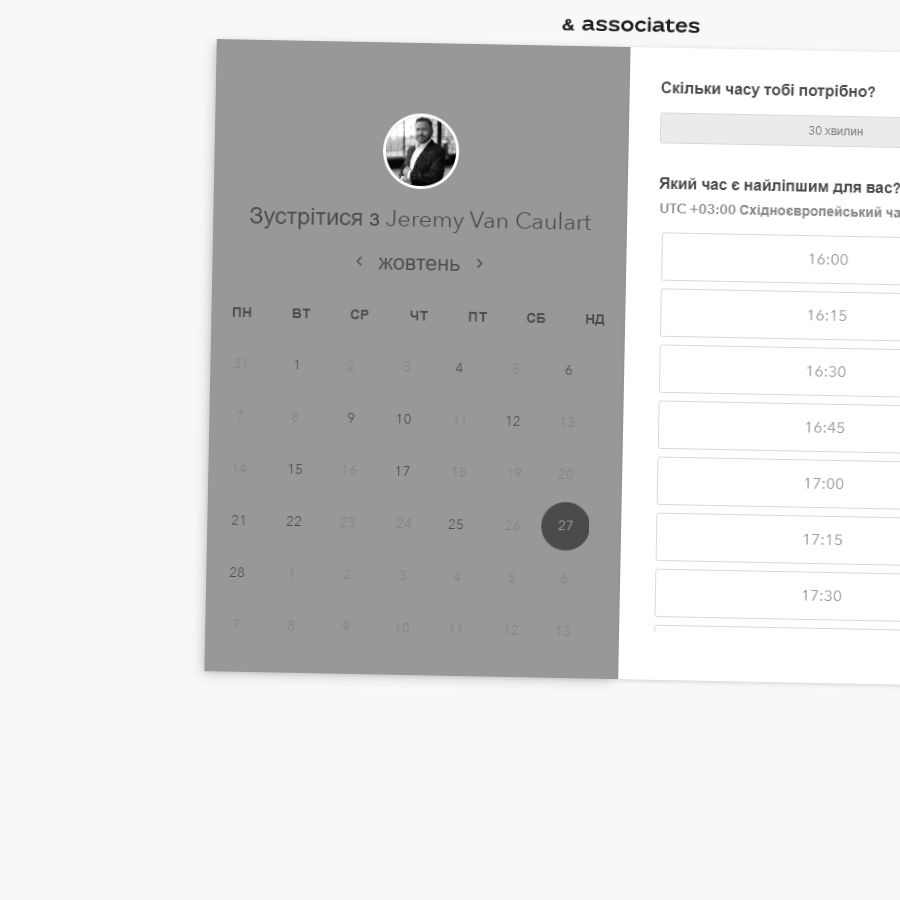 & associates
Зустрітися з Jeremy Van Caulart
жовтень
ПН ВТ СР ЧТ ПТ СБ НД
31 1 2 3 4 5 6
7 8 9 10 11 12 13
14 15 16 17 18 19 20
21 22 23 24 25 26 27
28 1 2 3 4 5 6
7 8 9 10 11 12 13
Скільки часу тобі потрібно?
30 хвилин
Який час є найліпшим для вас?
UTC +03:00 Східноєвропейський
16:00
16:15
16:30
16:45
17:00
17:15
17:30